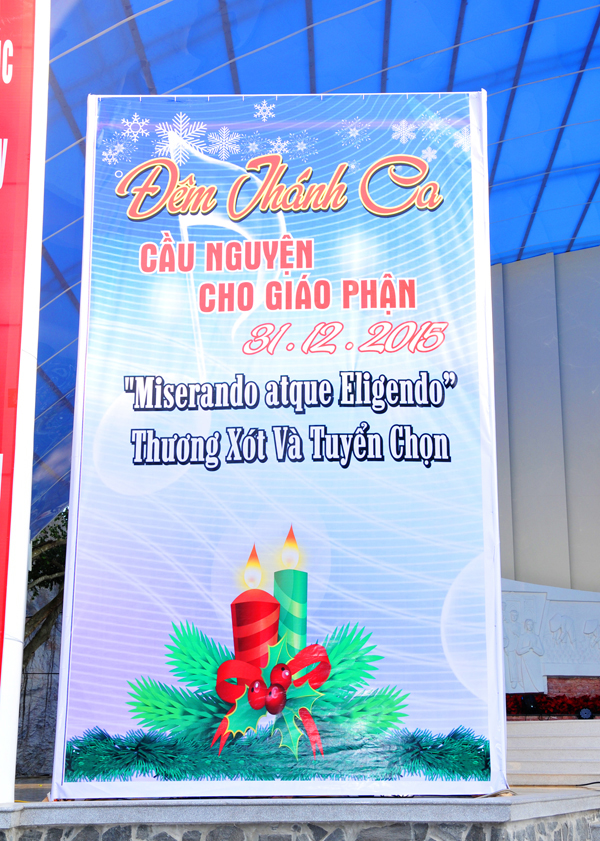 Đêm Thánh Ca
CẦU NGUYỆN
CHO GIÁO PHẬN
31.12.2015
"Miserando atque Eligendo”
Thương Xót Và Tuyển Chọn